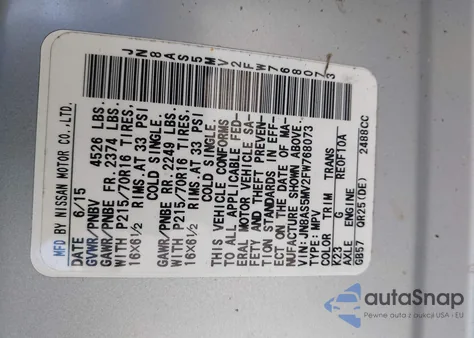 JN8AS5MV2FW768073
MFD BY NISSAN MOTOR CO.,LTD.
DATE 6/15
GVWR/PNBV 4526 LBS.
GAWR/PNBE FR. 2374 LBS.
WITH P215/70R16 TIRES,
16X6½ RIMS.AT 33 PSI
COLD SINGLE.
GAWR/PNBE RR. 2249 LBS.
WITH P215/70R16 TIRES,
16X6½ RIMS.AT 33 PSI
COLD SINGLE.
THIS VEHICLE CONFORMS
TO ALL APPLICABLE FED-
ERAL MOTOR VEHICLE SA-
FETY AND THEFT PREVEN-
TION STANDARDS IN EFF-
ECT ON THE DATE OF MA-
NUFACTURE SHOWN ABOVE.
VIN: JN8AS5MV2FW768073
TYPE: MPV
COLOR TRIM TRANS
K23 G RE0F10A
AXLE ENGINE
GB57 QR25(DE) 2488CC
autaSnap
Pewne auta z aukcji USA - EU